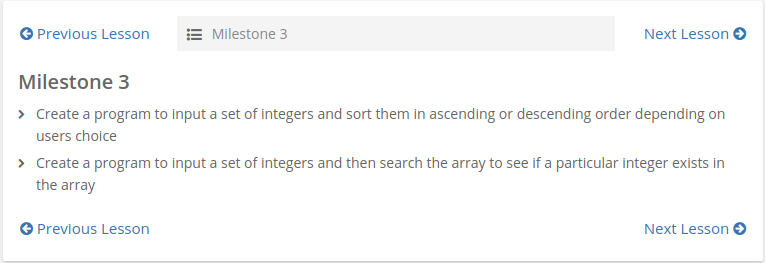 Previous Lesson
Milestone 3
Next Lesson
Milestone 3
Create a program to input a set of integers and sort them in ascending or descending order depending on
users choice
Create a program to input a set of integers and then search the array to see if a particular integer exists in
the array
Previous Lesson
Next Lesson